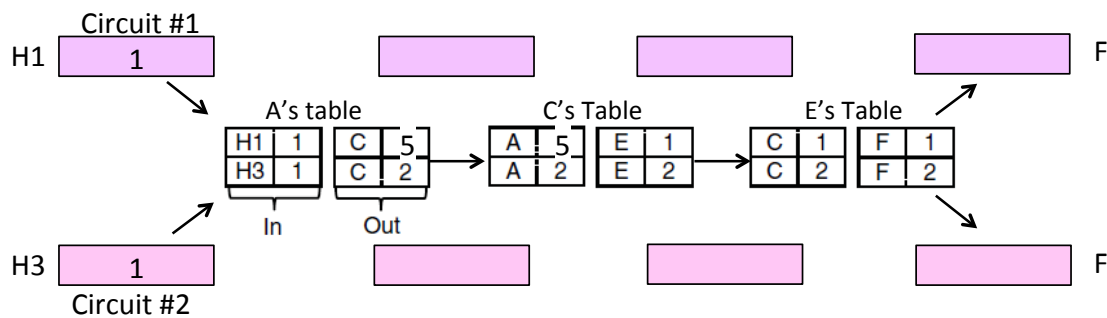 Circuit #1
H1 1 F
A's table C's Table E's Table
H1 1 C 5 A 5 E 1 C 1 F 1
H3 1 C 2 A 2 E 2 C 2 F 2
In Out
H3 1 F
Circuit #2